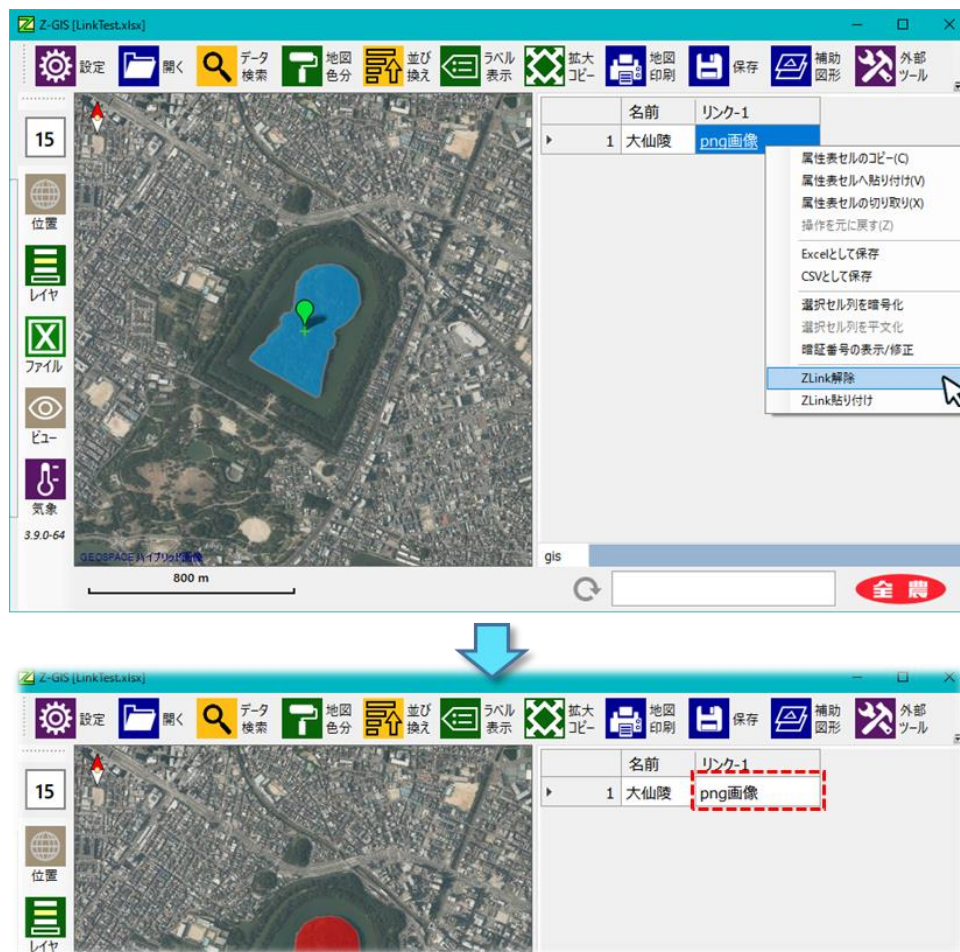 Z-GIS [LinkTest.xlsx]
設定 開く データ検索 地図色分 並び換え ラベル表示 拡大コピー 地図印刷 保存 補助図形 外部ツール
15
位置
レイヤ
ファイル
ビュー
気象
3.9.0-64
名前 リンク-1
1 大仙陵 png画像
属性表セルのコピー(C)
属性表セルへ貼り付け(V)
属性表セルの切り取り(X)
操作を元に戻す(Z)
Excelとして保存
CSVとして保存
選択セル列を暗号化
選択セル列を平文化
暗証番号の表示/修正
ZLink解除
ZLink貼り付け
GEOSPACE ハイブリッド画像
800 m
gis
全農
Z-GIS [LinkTest.xlsx]
設定 開く データ検索 地図色分 並び換え ラベル表示 拡大コピー 地図印刷 保存 補助図形 外部ツール
15
位置
レイヤ
名前 リンク-1
1 大仙陵 png画像